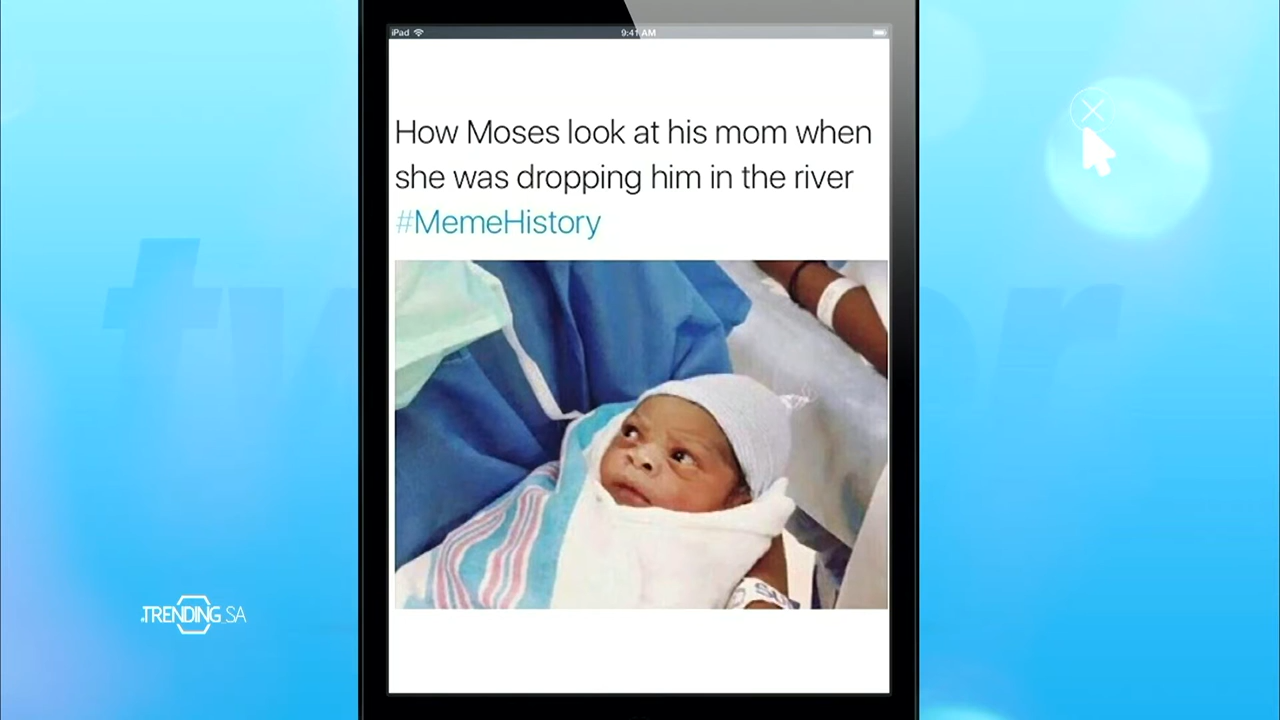 iPad
9:41 AM
How Moses look at his mom when
she was dropping him in the river
#MemeHistory
TRENDING SA